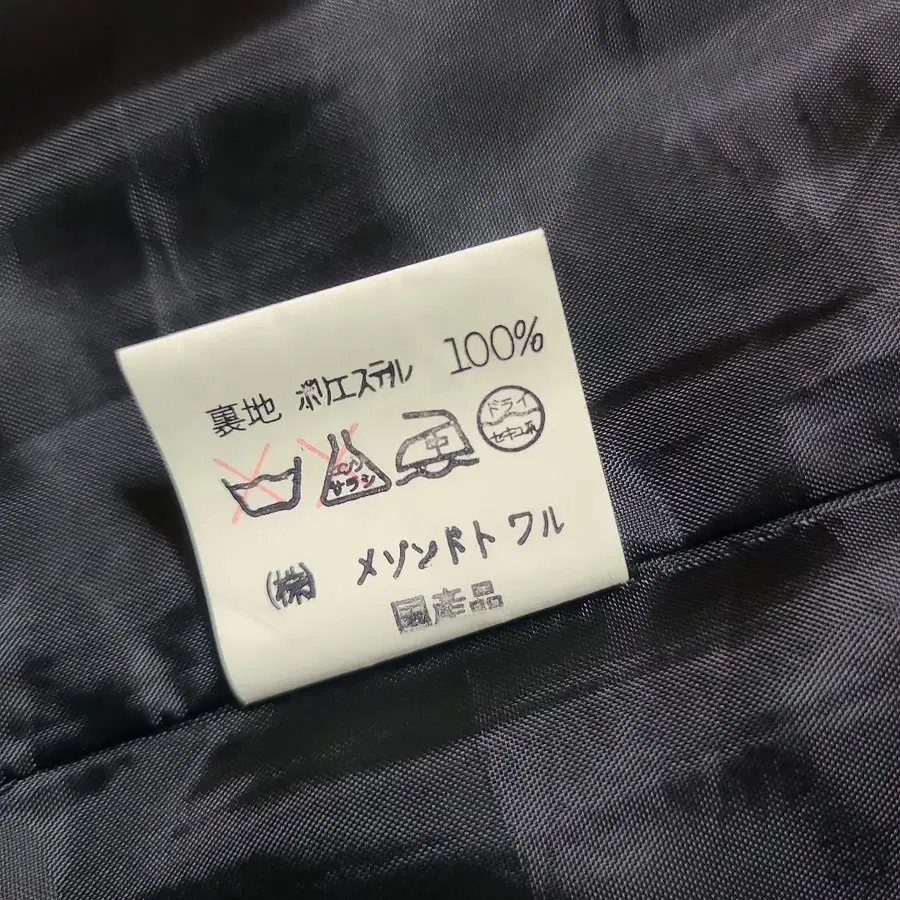 裏地 ポリエステル 100%
エンソ サラシ 中 ドライ セキユ系
(株) メゾンドトワル
国産品